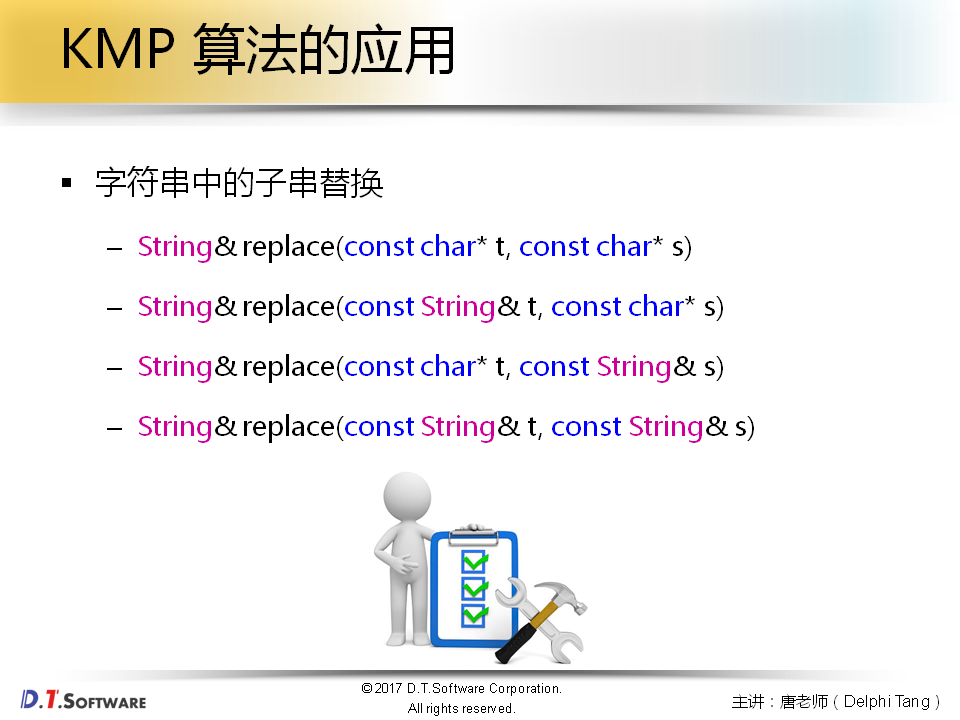 KMP 算法的应用
▪ 字符串中的子串替换
– String& replace(const char* t, const char* s)
– String& replace(const String& t, const char* s)
– String& replace(const char* t, const String& s)
– String& replace(const String& t, const String& s)
©2017 D.T.Software Corporation.
All rights reserved.
D.T.SOFTWARE
主讲：唐老师（Delphi Tang）